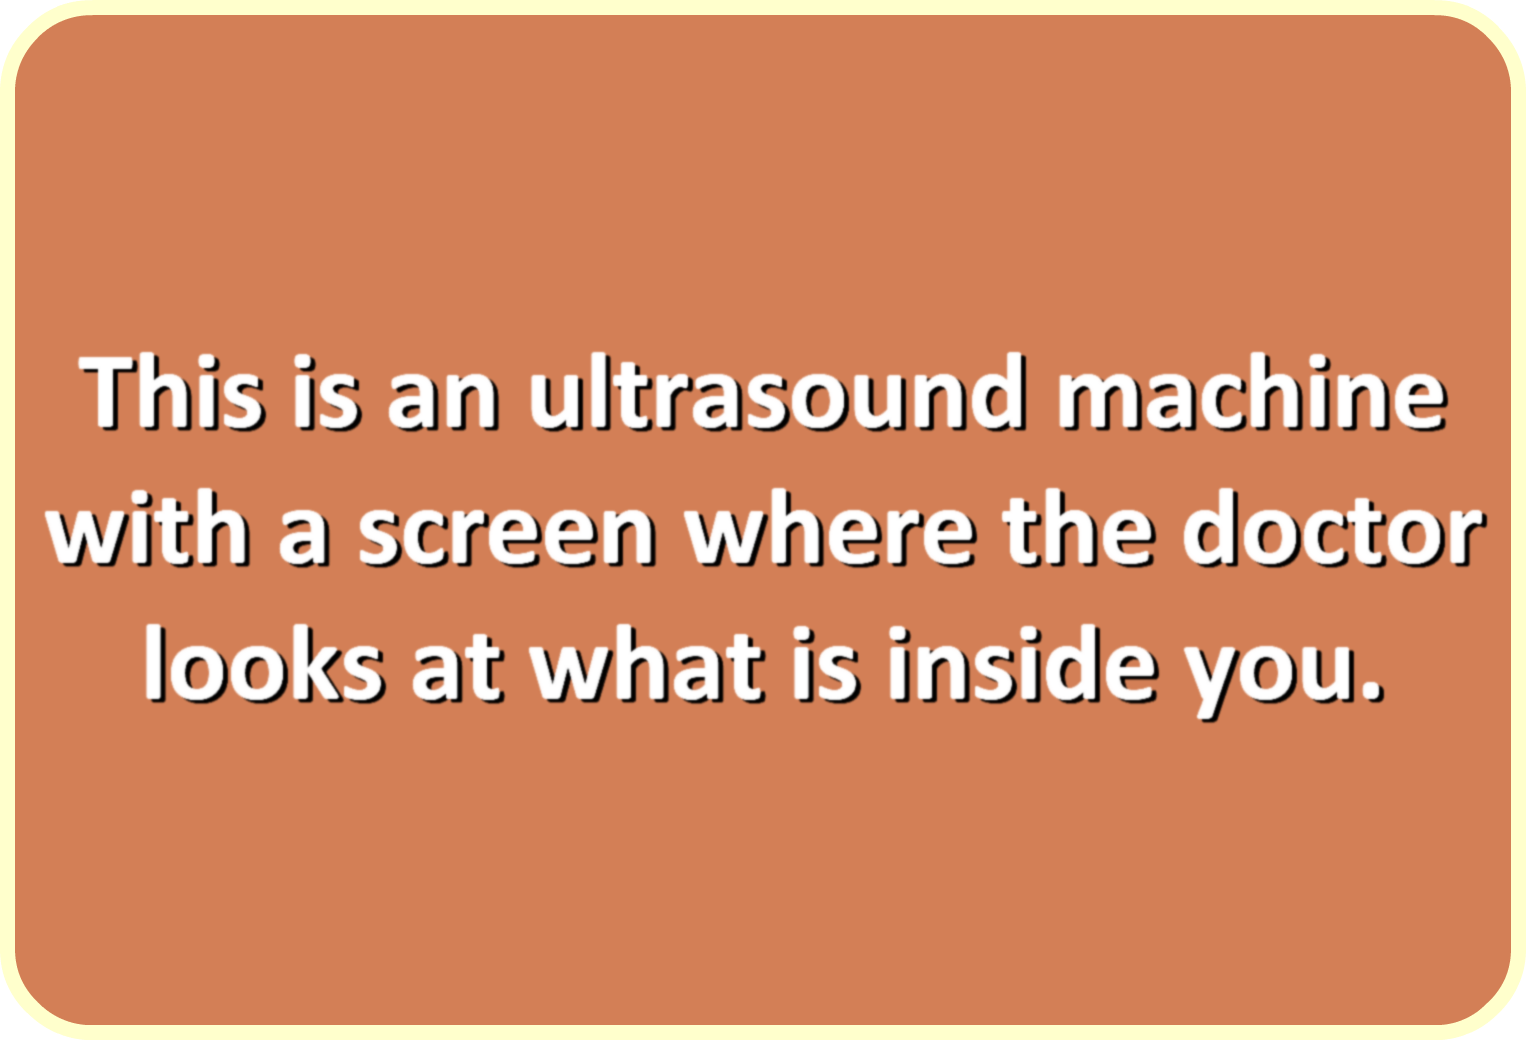 This is an ultrasound machine
with a screen where the doctor
looks at what is inside you.